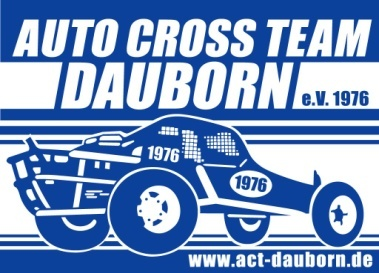 AUTO CROSS TEAM
DAUBORN
e.V. 1976
1976
1976
www.act-dauborn.de